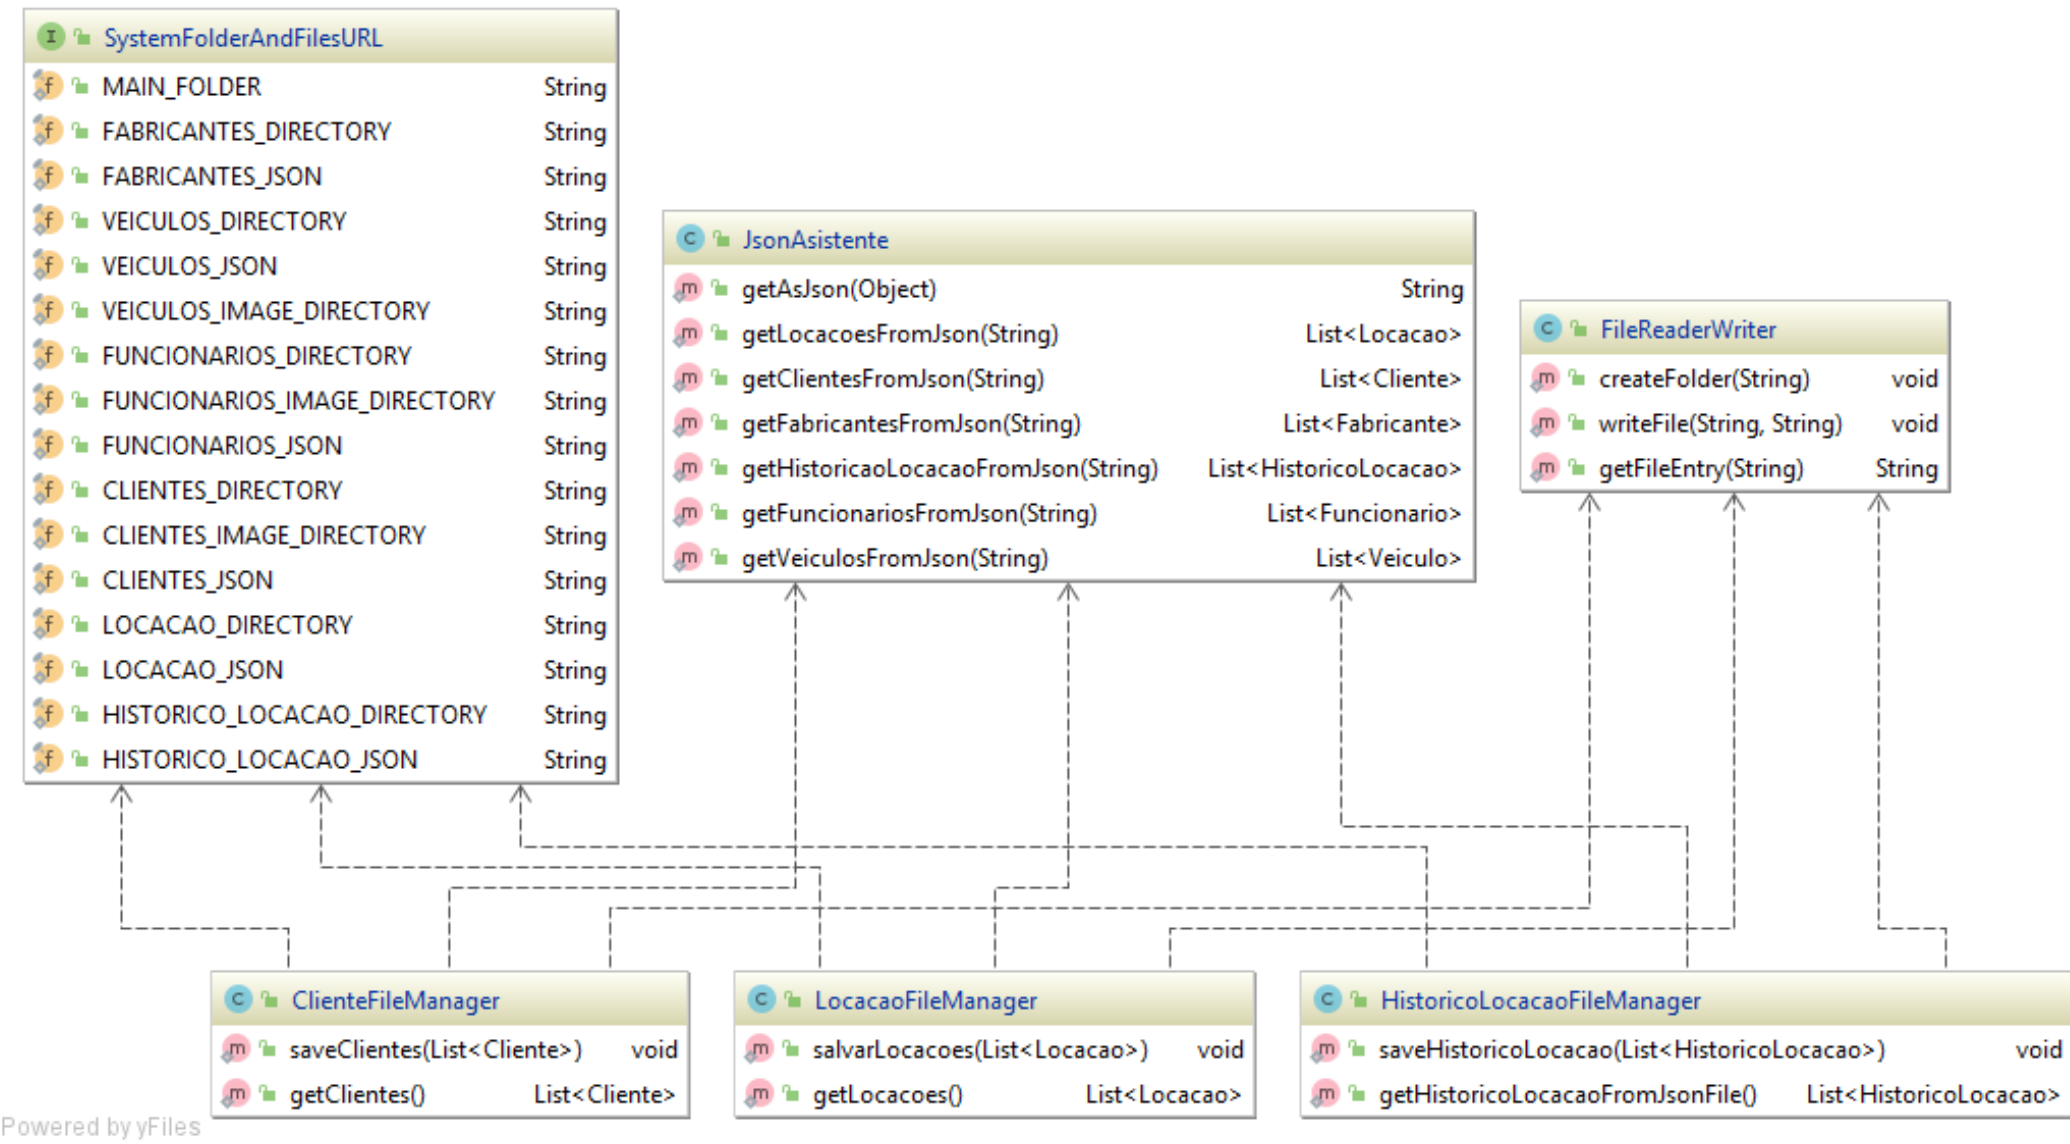 SystemFolderAndFilesURL
MAIN_FOLDER String
FABRICANTES_DIRECTORY String
FABRICANTES_JSON String
VEICULOS_DIRECTORY String
VEICULOS_JSON String
VEICULOS_IMAGE_DIRECTORY String
FUNCIONARIOS_DIRECTORY String
FUNCIONARIOS_IMAGE_DIRECTORY String
FUNCIONARIOS_JSON String
CLIENTES_DIRECTORY String
CLIENTES_IMAGE_DIRECTORY String
CLIENTES_JSON String
LOCACAO_DIRECTORY String
LOCACAO_JSON String
HISTORICO_LOCACAO_DIRECTORY String
HISTORICO_LOCACAO_JSON String
JsonAsistente
getAsJson(Object) String
getLocacoesFromJson(String) List<Locacao>
getClientesFromJson(String) List<Cliente>
getFabricantesFromJson(String) List<Fabricante>
getHistoricaoLocacaoFromJson(String) List<HistoricoLocacao>
getFuncionariosFromJson(String) List<Funcionario>
getVeiculosFromJson(String) List<Veiculo>
FileReaderWriter
createFolder(String) void
writeFile(String, String) void
getFileEntry(String) String
ClienteFileManager
saveClientes(List<Cliente>) void
getClientes() List<Cliente>
LocacaoFileManager
salvarLocacoes(List<Locacao>) void
getLocacoes() List<Locacao>
HistoricoLocacaoFileManager
saveHistoricoLocacao(List<HistoricoLocacao>) void
getHistoricoLocacaoFromJsonFile() List<HistoricoLocacao>
Powered by yFiles